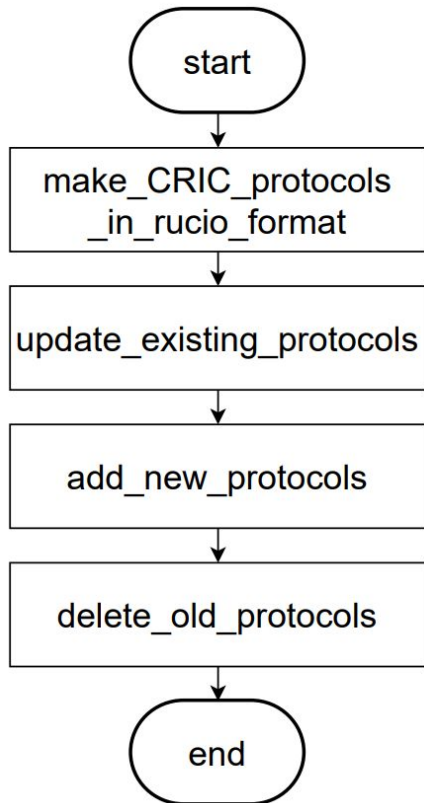 start
make_CRIC_protocols
_in_rucio_format
update_existing_protocols
add_new_protocols
delete_old_protocols
end